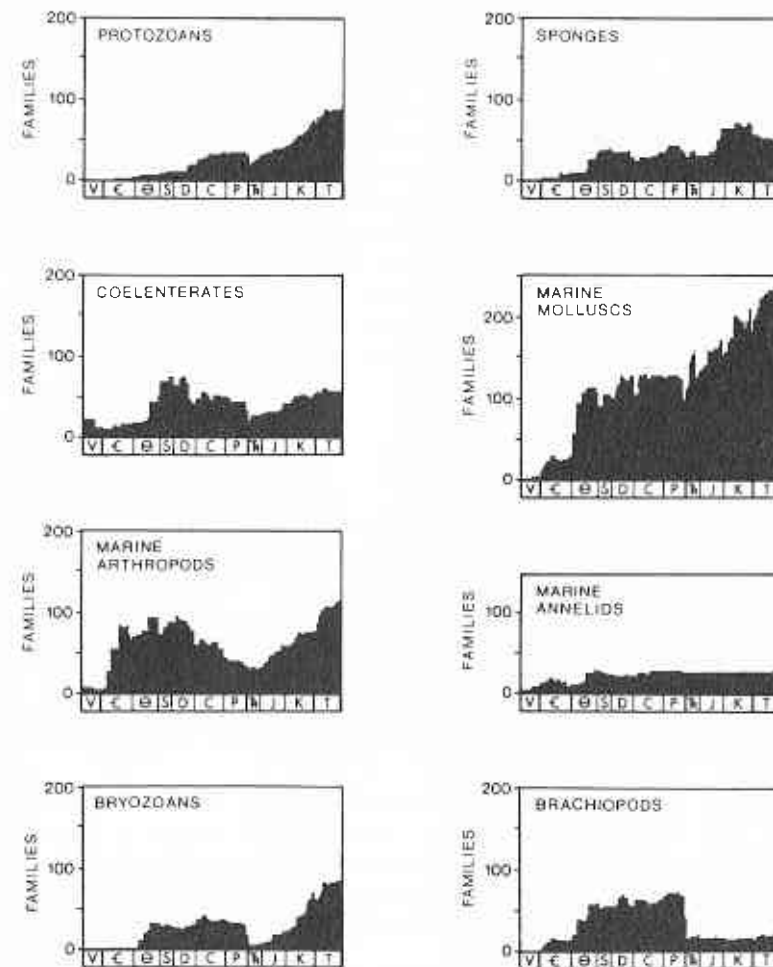 PROTOZOANS
200
100
0
FAMILIES
V Є Ɵ S D C P Ћ J K T
SPONGES
200
100
0
FAMILIES
V Є Ɵ S D C P Ћ J K T
COELENTERATES
200
100
0
FAMILIES
V Є Ɵ S D C P Ћ J K T
MARINE
MOLLUSCS
200
100
0
FAMILIES
V Є Ɵ S D C P Ћ J K T
MARINE
ARTHROPODS
200
100
0
FAMILIES
V Є Ɵ S D C P Ћ J K T
MARINE
ANNELIDS
100
0
FAMILIES
V Є Ɵ S D C P Ћ J K T
BRYOZOANS
200
100
0
FAMILIES
V Є Ɵ S D C P Ћ J K T
BRACHIOPODS
200
100
0
FAMILIES
V Є Ɵ S D C P Ћ J K T